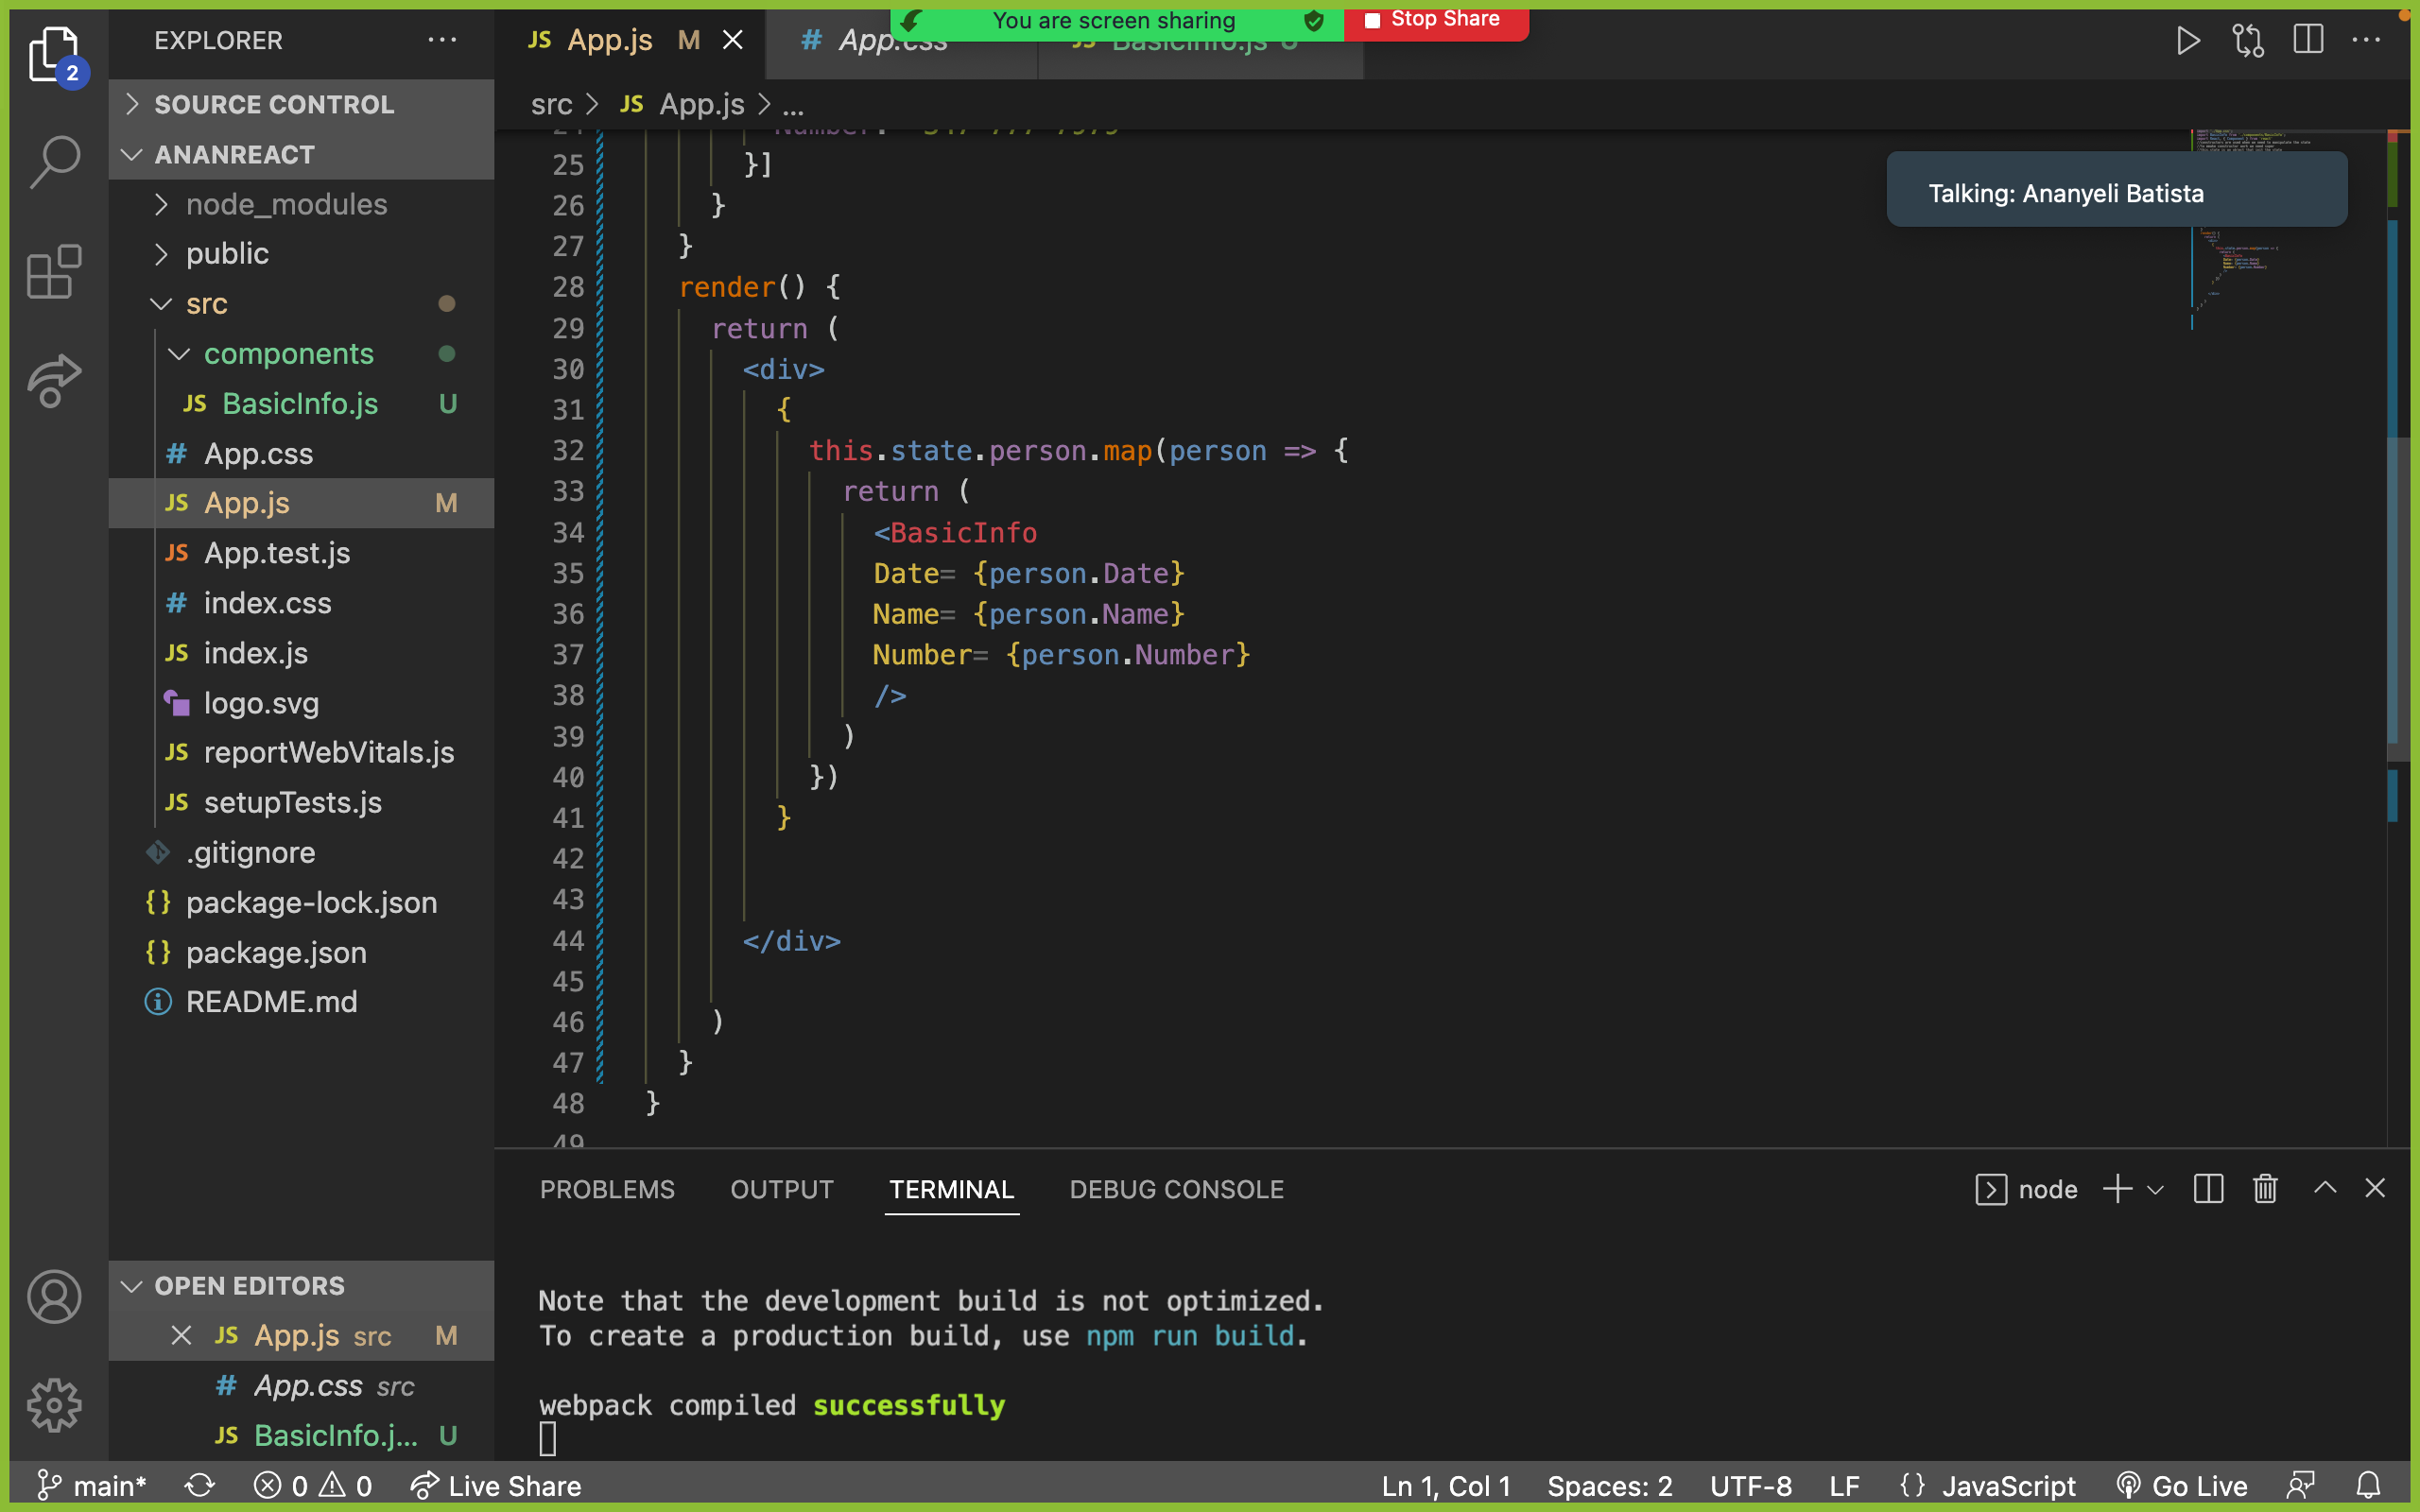 You are screen sharing
Stop Share
EXPLORER
2
SOURCE CONTROL
ANANREACT
node_modules
public
src
components
JS BasicInfo.js U
# App.css
JS App.js M
JS App.test.js
# index.css
JS index.js
logo.svg
JS reportWebVitals.js
JS setupTests.js
.gitignore
{} package-lock.json
{} package.json
README.md
OPEN EDITORS
JS App.js src M
# App.css src
JS BasicInfo.j... U
JS App.js M
# App.css
JS BasicInfo.js U
src > JS App.js > ...
Talking: Ananyeli Batista
25 }]
26 }
27 }
28 render() {
29 return (
30 <div>
31 {
32 this.state.person.map(person => {
33 return (
34 <BasicInfo
35 Date= {person.Date}
36 Name= {person.Name}
37 Number= {person.Number}
38 />
39 )
40 })
41 }
42
43
44 </div>
45
46 )
47 }
48 }
49
PROBLEMS OUTPUT TERMINAL DEBUG CONSOLE
node
Note that the development build is not optimized.
To create a production build, use npm run build.
webpack compiled successfully
main* 0 0 Live Share Ln 1, Col 1 Spaces: 2 UTF-8 LF {} JavaScript Go Live